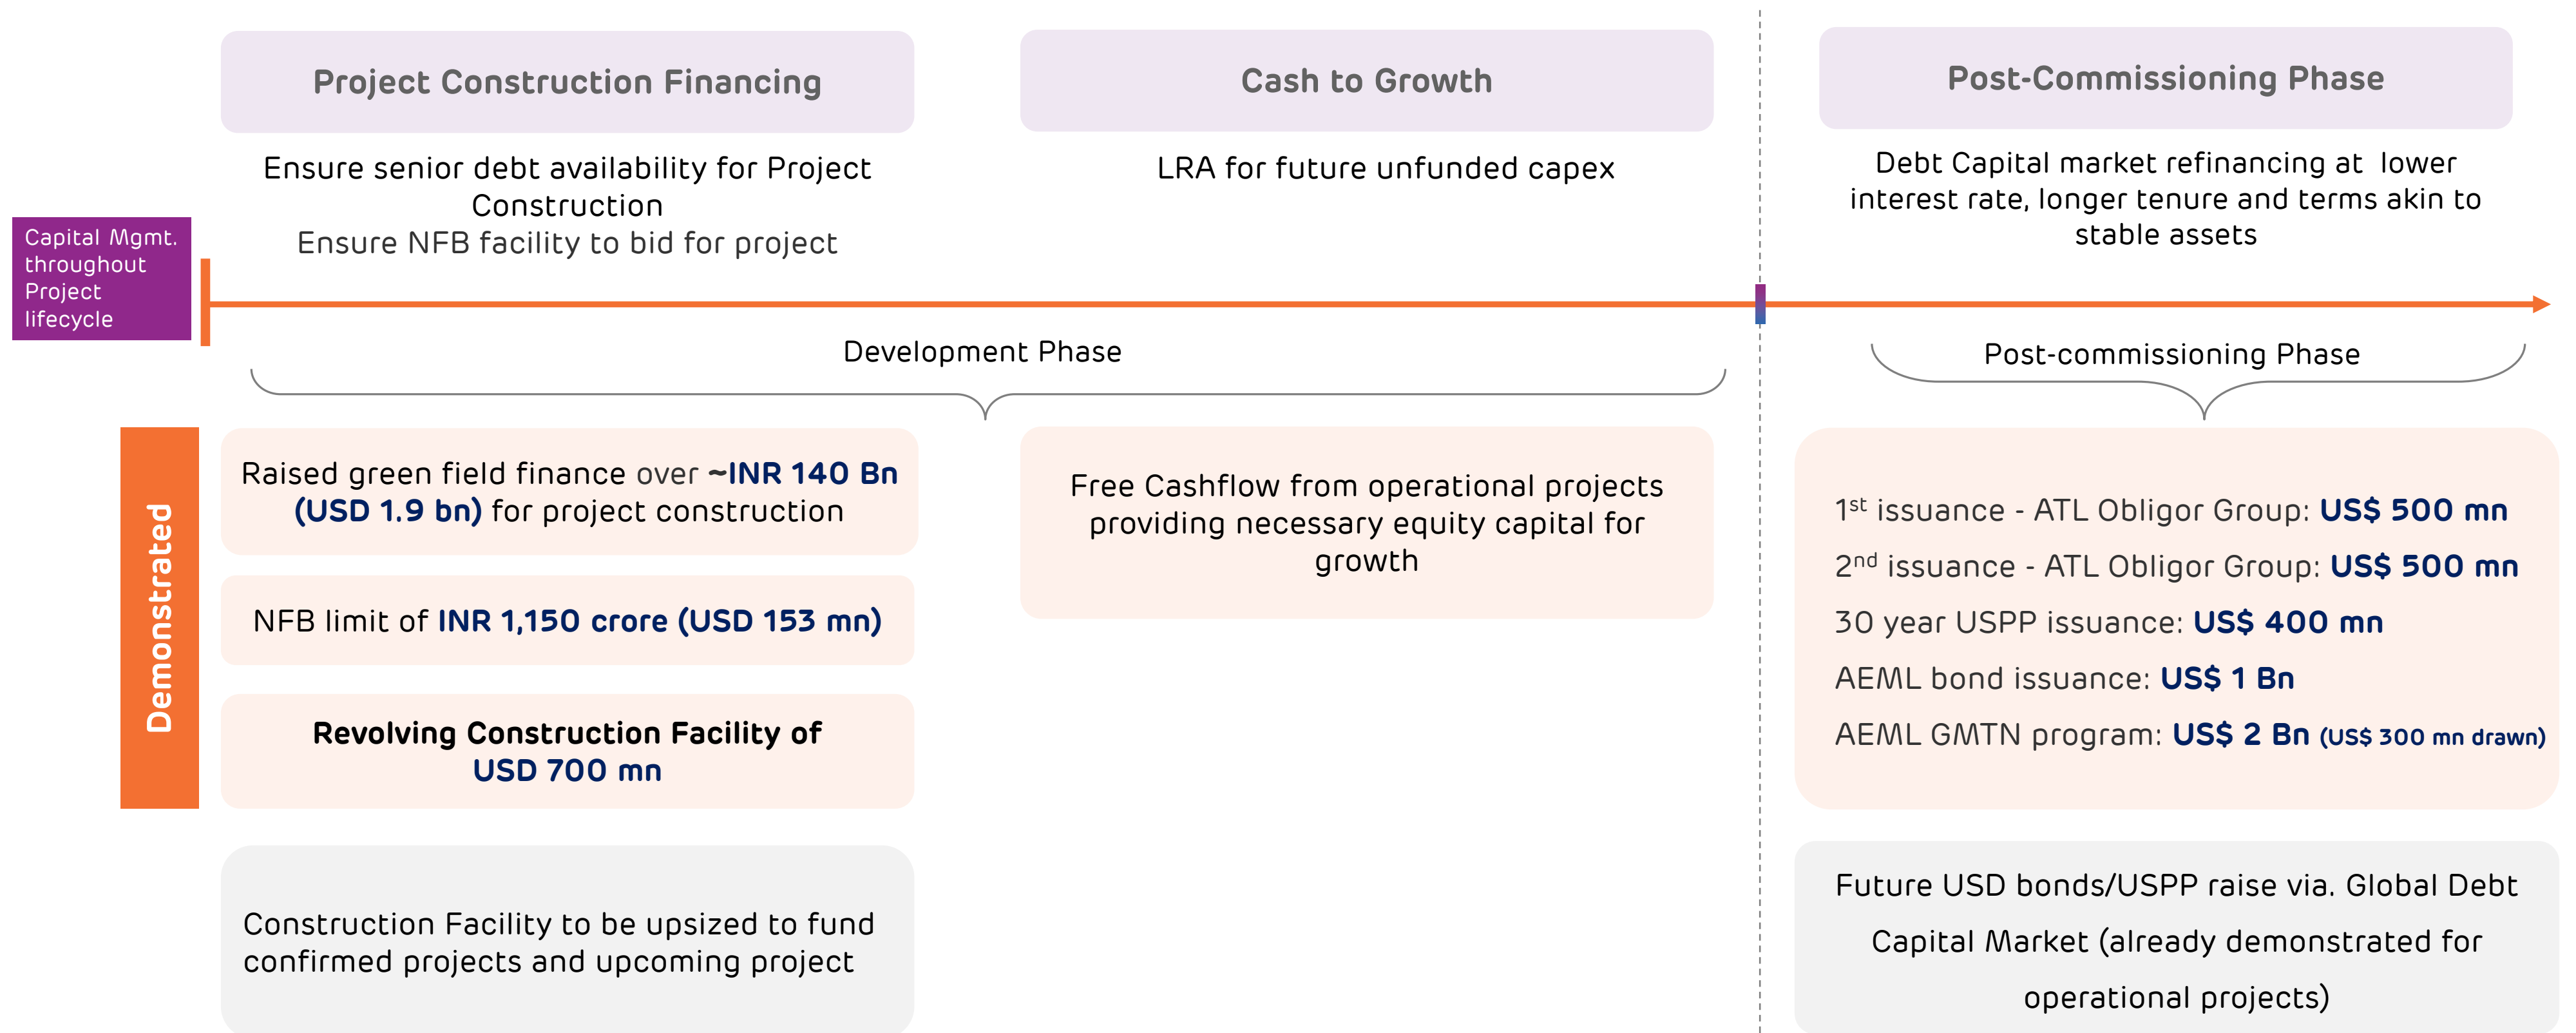 Project Construction Financing
Cash to Growth
Post-Commissioning Phase
Ensure senior debt availability for Project
Construction
Ensure NFB facility to bid for project
LRA for future unfunded capex
Debt Capital market refinancing at lower
interest rate, longer tenure and terms akin to
stable assets
Capital Mgmt.
throughout
Project
lifecycle
Development Phase
Post-commissioning Phase
Demonstrated
Raised green field finance over ~INR 140 Bn
(USD 1.9 bn) for project construction
NFB limit of INR 1,150 crore (USD 153 mn)
Revolving Construction Facility of
USD 700 mn
Free Cashflow from operational projects
providing necessary equity capital for
growth
1st issuance - ATL Obligor Group: US$ 500 mn
2nd issuance - ATL Obligor Group: US$ 500 mn
30 year USPP issuance: US$ 400 mn
AEML bond issuance: US$ 1 Bn
AEML GMTN program: US$ 2 Bn (US$ 300 mn drawn)
Construction Facility to be upsized to fund
confirmed projects and upcoming project
Future USD bonds/USPP raise via. Global Debt
Capital Market (already demonstrated for
operational projects)